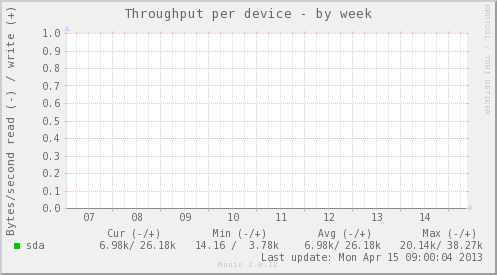 Throughput per device - by week
RRDTOOL / TOBI OETIKER
Bytes/second read (-) / write (+)
1.0
0.9
0.8
0.7
0.6
0.5
0.4
0.3
0.2
0.1
0.0
07 08 09 10 11 12 13 14
Cur (-/+) Min (-/+) Avg (-/+) Max (-/+)
sda 6.98k/ 26.18k 14.16 / 3.78k 6.98k/ 26.18k 20.14k/ 38.27k
Last update: Mon Apr 15 09:00:04 2013
Munin 2.0.12